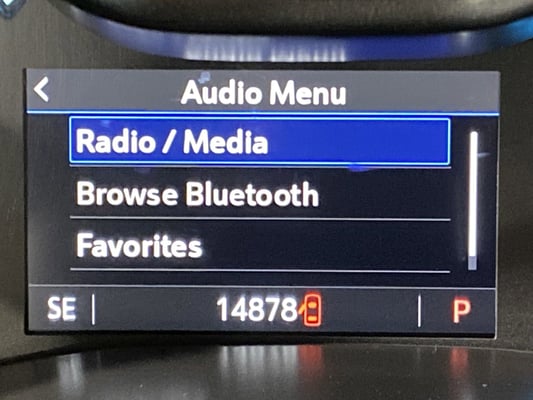 Audio Menu
Radio / Media
Browse Bluetooth
Favorites
SE 14878 P